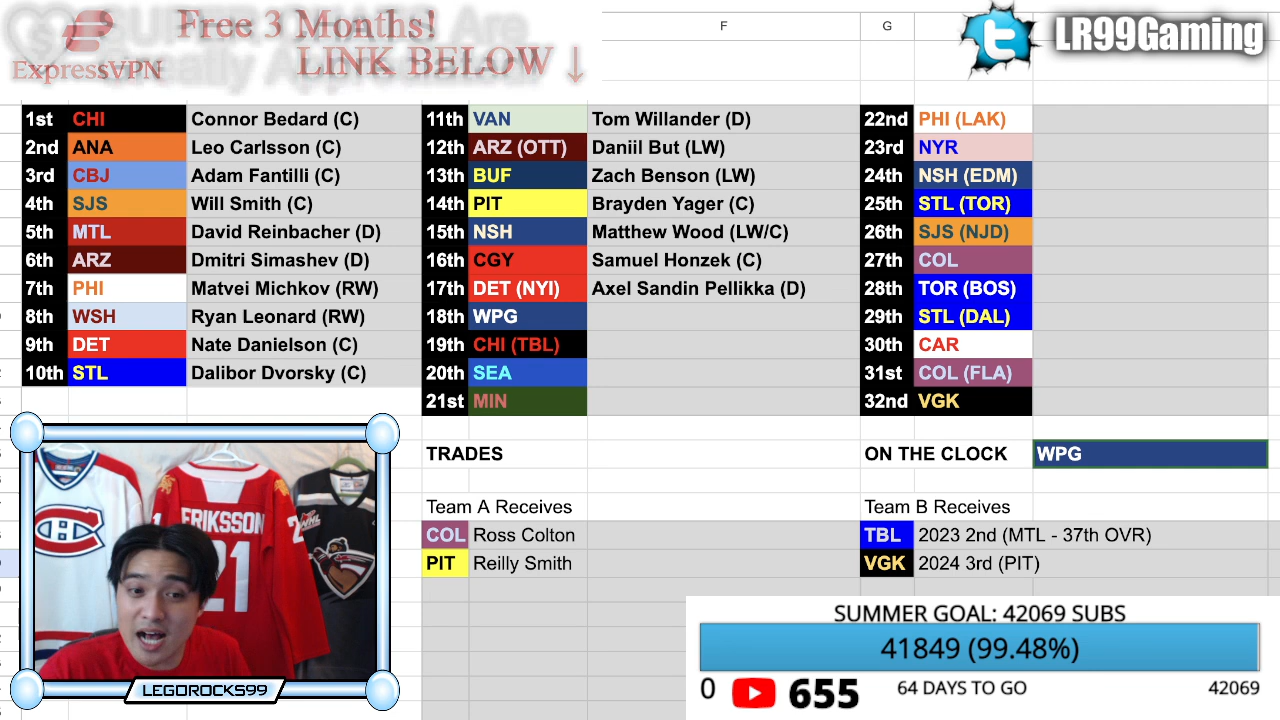 SUPER CHATS Are
Greatly Appreciated
ExpressVPN
Free 3 Months!
LINK BELOW ↓
F
G
LR99Gaming
1st CHI Connor Bedard (C)
2nd ANA Leo Carlsson (C)
3rd CBJ Adam Fantilli (C)
4th SJS Will Smith (C)
5th MTL David Reinbacher (D)
6th ARZ Dmitri Simashev (D)
7th PHI Matvei Michkov (RW)
8th WSH Ryan Leonard (RW)
9th DET Nate Danielson (C)
10th STL Dalibor Dvorsky (C)
11th VAN Tom Willander (D)
12th ARZ (OTT) Daniil But (LW)
13th BUF Zach Benson (LW)
14th PIT Brayden Yager (C)
15th NSH Matthew Wood (LW/C)
16th CGY Samuel Honzek (C)
17th DET (NYI) Axel Sandin Pellikka (D)
18th WPG
19th CHI (TBL)
20th SEA
21st MIN
22nd PHI (LAK)
23rd NYR
24th NSH (EDM)
25th STL (TOR)
26th SJS (NJD)
27th COL
28th TOR (BOS)
29th STL (DAL)
30th CAR
31st COL (FLA)
32nd VGK
TRADES
ON THE CLOCK WPG
Team A Receives
Team B Receives
COL Ross Colton
TBL 2023 2nd (MTL - 37th OVR)
PIT Reilly Smith
VGK 2024 3rd (PIT)
ERIKSSON
21
2
WHL
LEGOROCKS99
SUMMER GOAL: 42069 SUBS
41849 (99.48%)
0 655 64 DAYS TO GO 42069